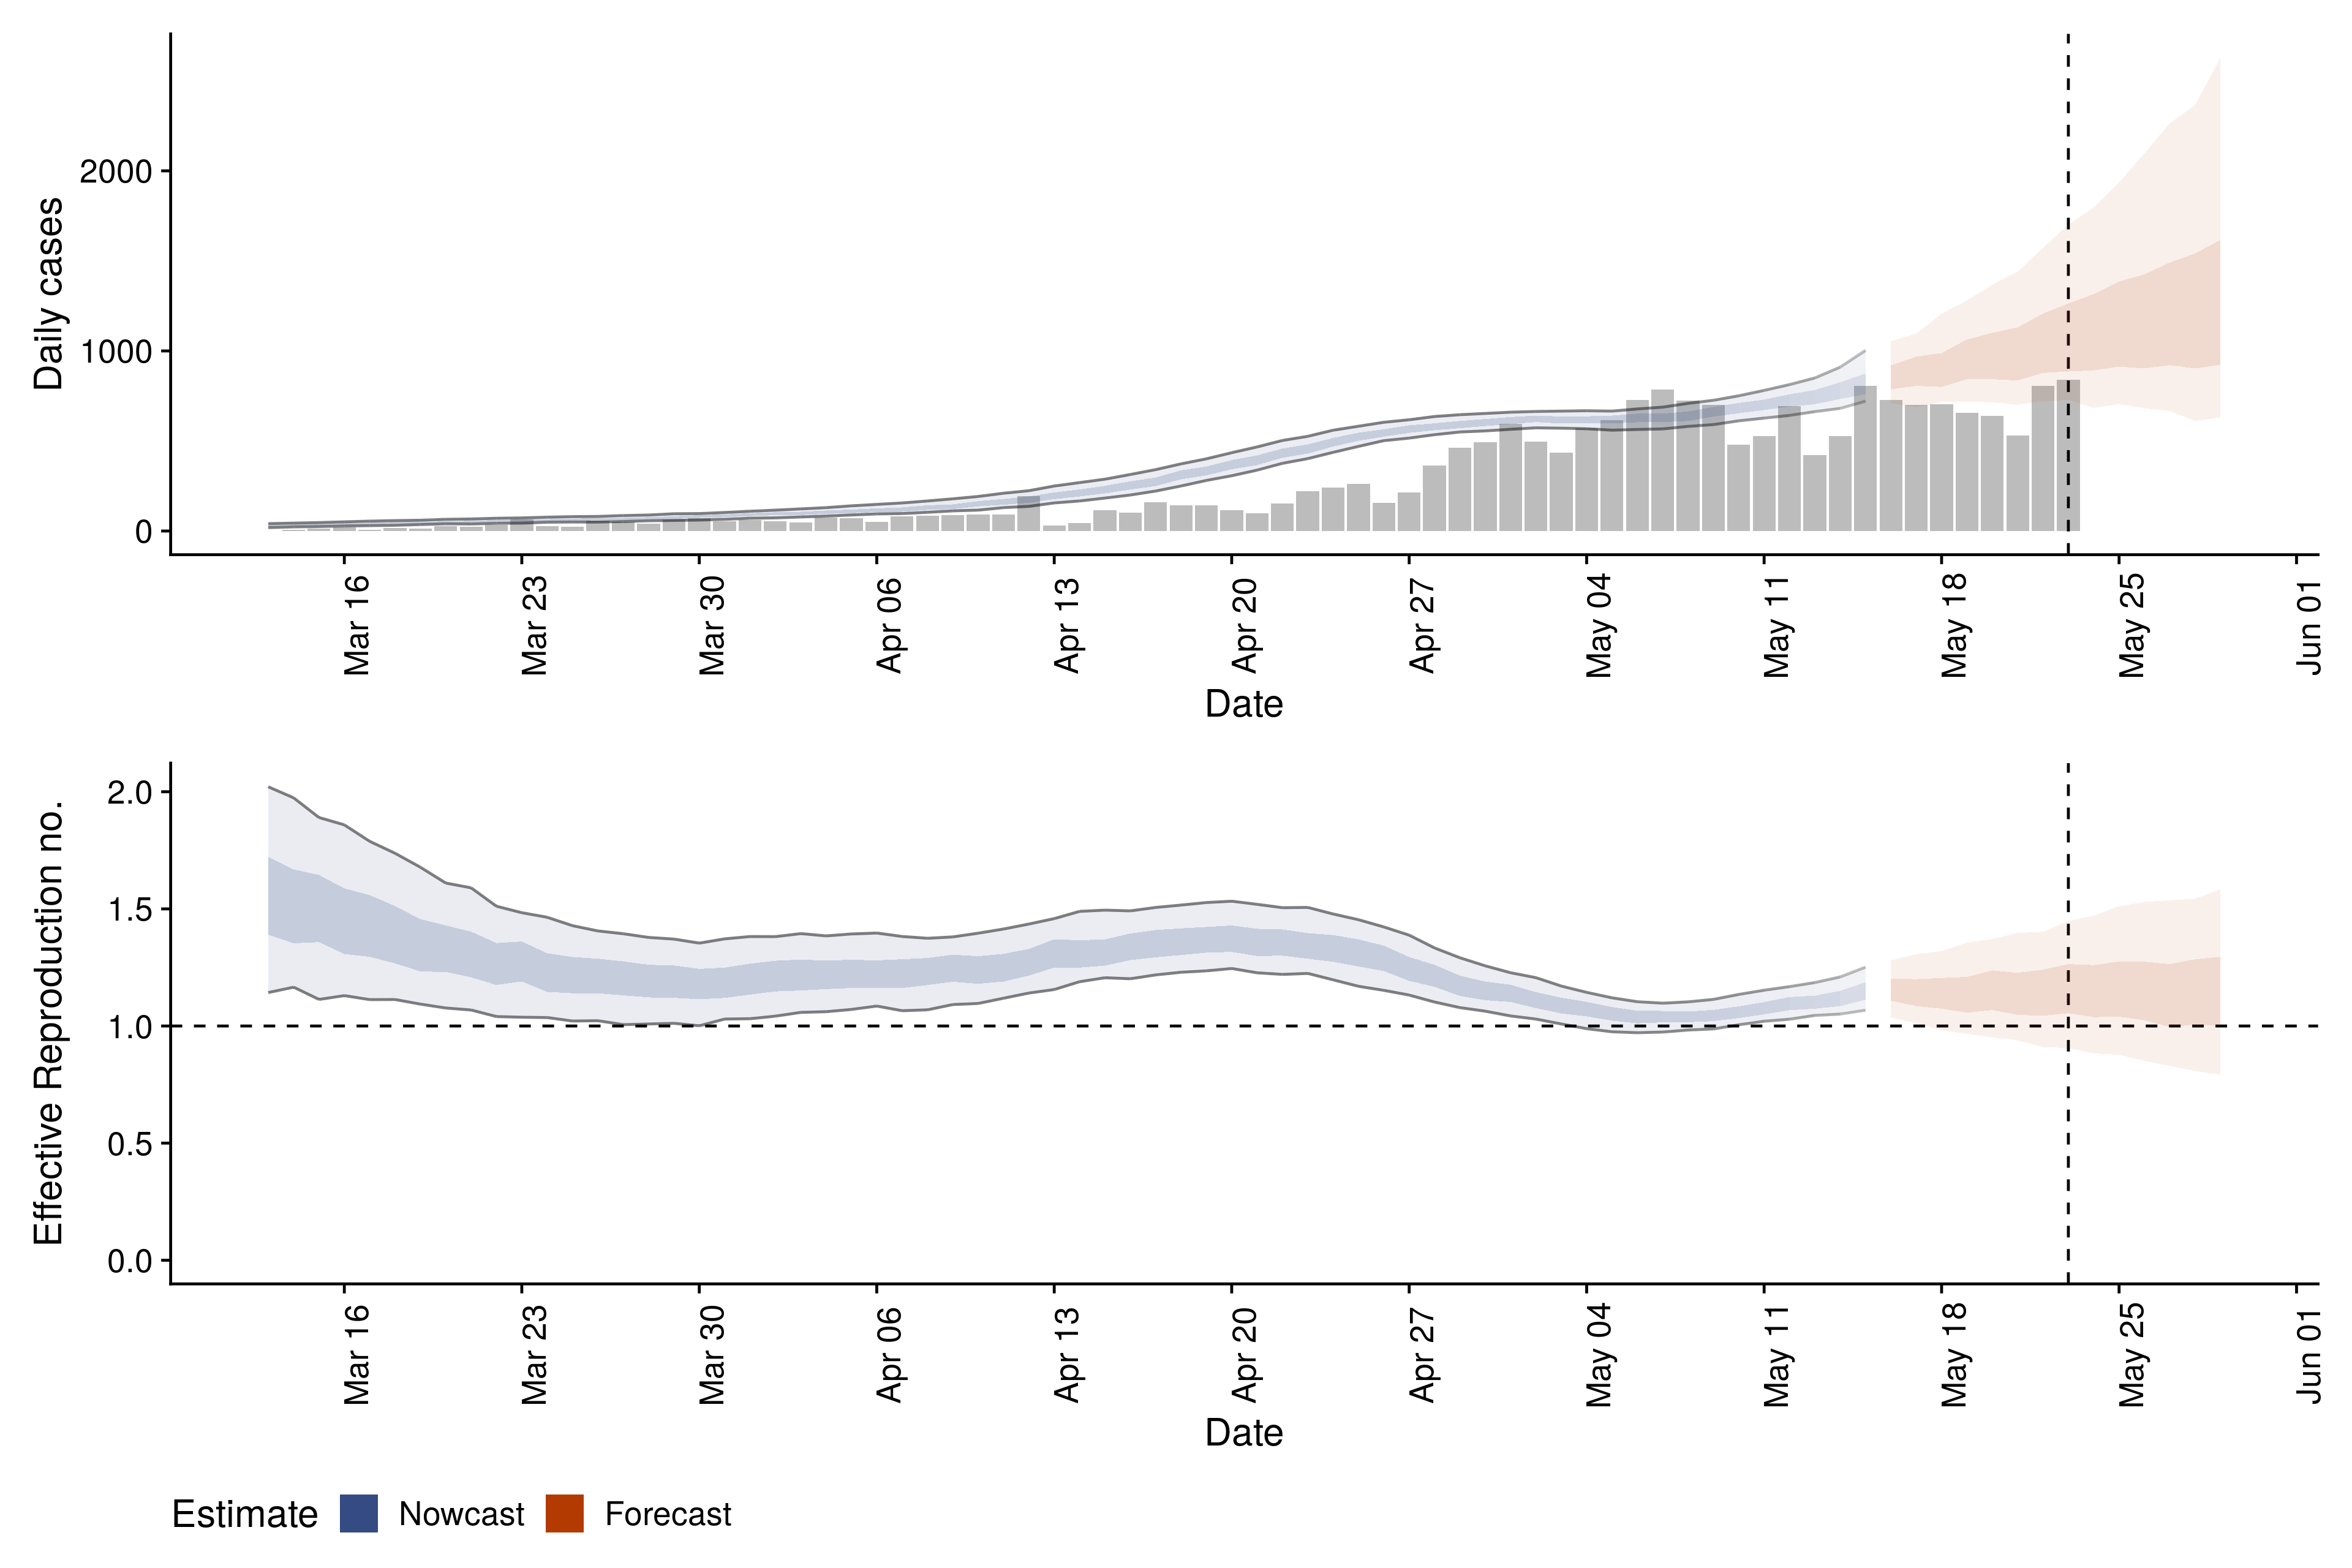 Daily cases
2000
1000
0
Mar 16
Mar 23
Mar 30
Apr 06
Apr 13
Apr 20
Apr 27
May 04
May 11
May 18
May 25
Jun 01
Date
Effective Reproduction no.
2.0
1.5
1.0
0.5
0.0
Mar 16
Mar 23
Mar 30
Apr 06
Apr 13
Apr 20
Apr 27
May 04
May 11
May 18
May 25
Jun 01
Date
Estimate Nowcast Forecast